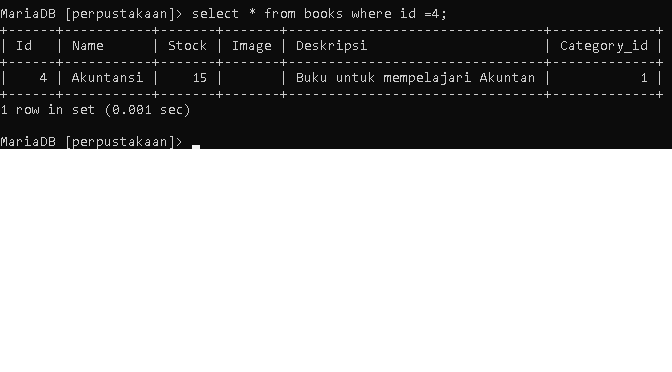 MariaDB [perpustakaan]> select * from books where id =4;
+----+-----------+-------+-------+--------------------------------+-------------+
| Id | Name      | Stock | Image | Deskripsi                      | Category_id |
+----+-----------+-------+-------+--------------------------------+-------------+
|  4 | Akuntansi |  15   |       | Buku untuk mempelajari Akuntan |           1 |
+----+-----------+-------+-------+--------------------------------+-------------+
1 row in set (0.001 sec)
MariaDB [perpustakaan]>